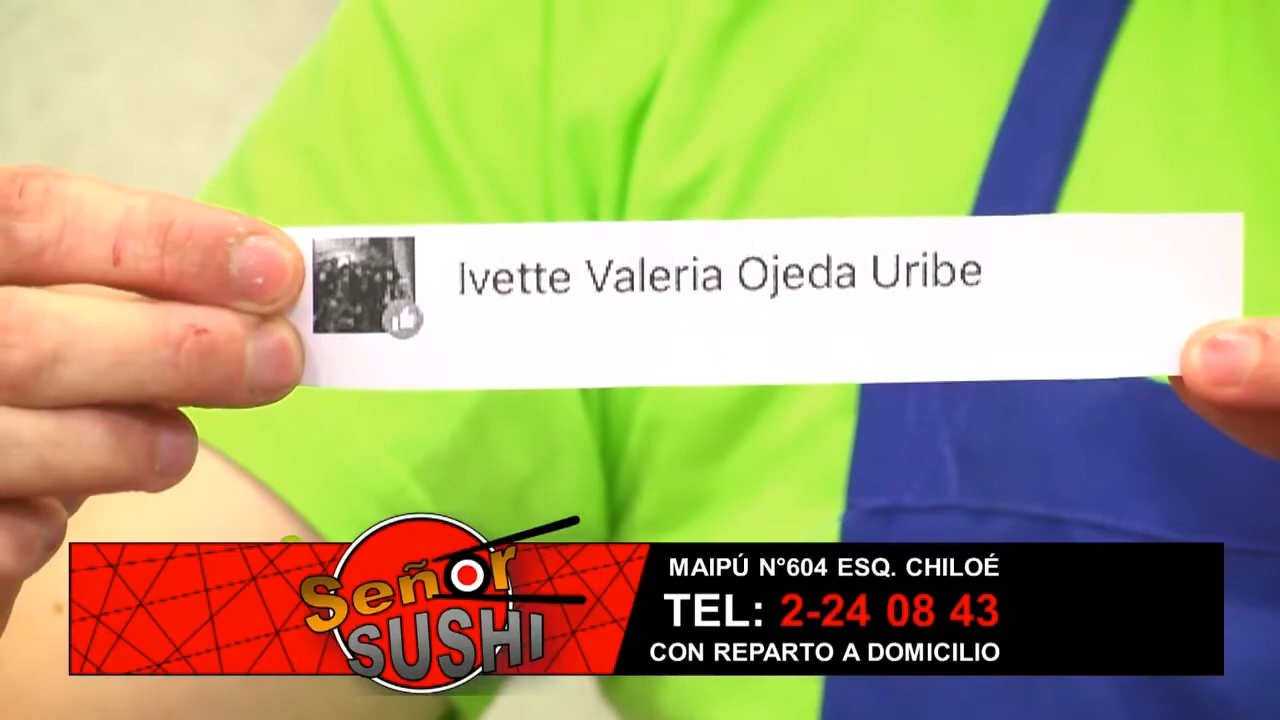 Ivette Valeria Ojeda Uribe
Señor
SUSHI
MAIPÚ N°604 ESQ. CHILOÉ
TEL: 2-24 08 43
CON REPARTO A DOMICILIO